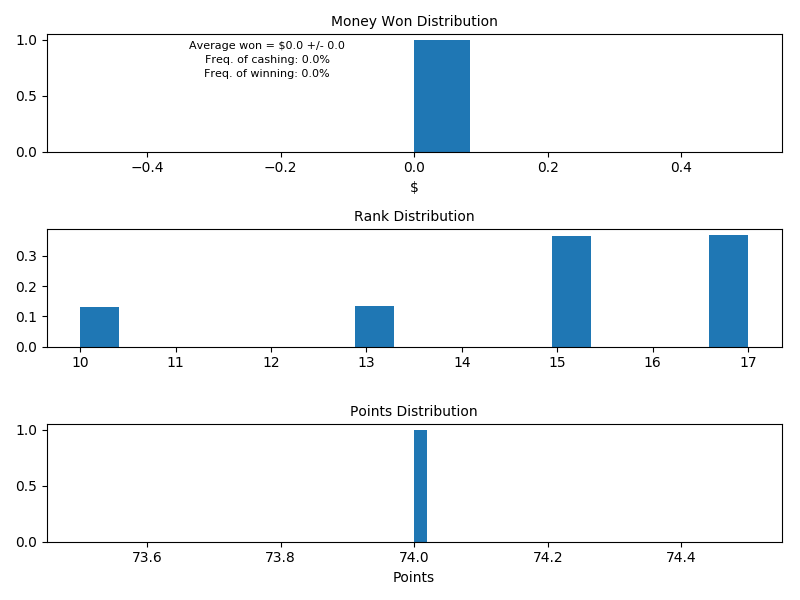 Money Won Distribution
1.0
Average won = $0.0 +/- 0.0
Freq. of cashing: 0.0%
Freq. of winning: 0.0%
0.5
0.0
−0.4 −0.2 0.0 0.2 0.4
$
Rank Distribution
0.3
0.2
0.1
0.0
10 11 12 13 14 15 16 17
Points Distribution
1.0
0.5
0.0
73.6 73.8 74.0 74.2 74.4
Points